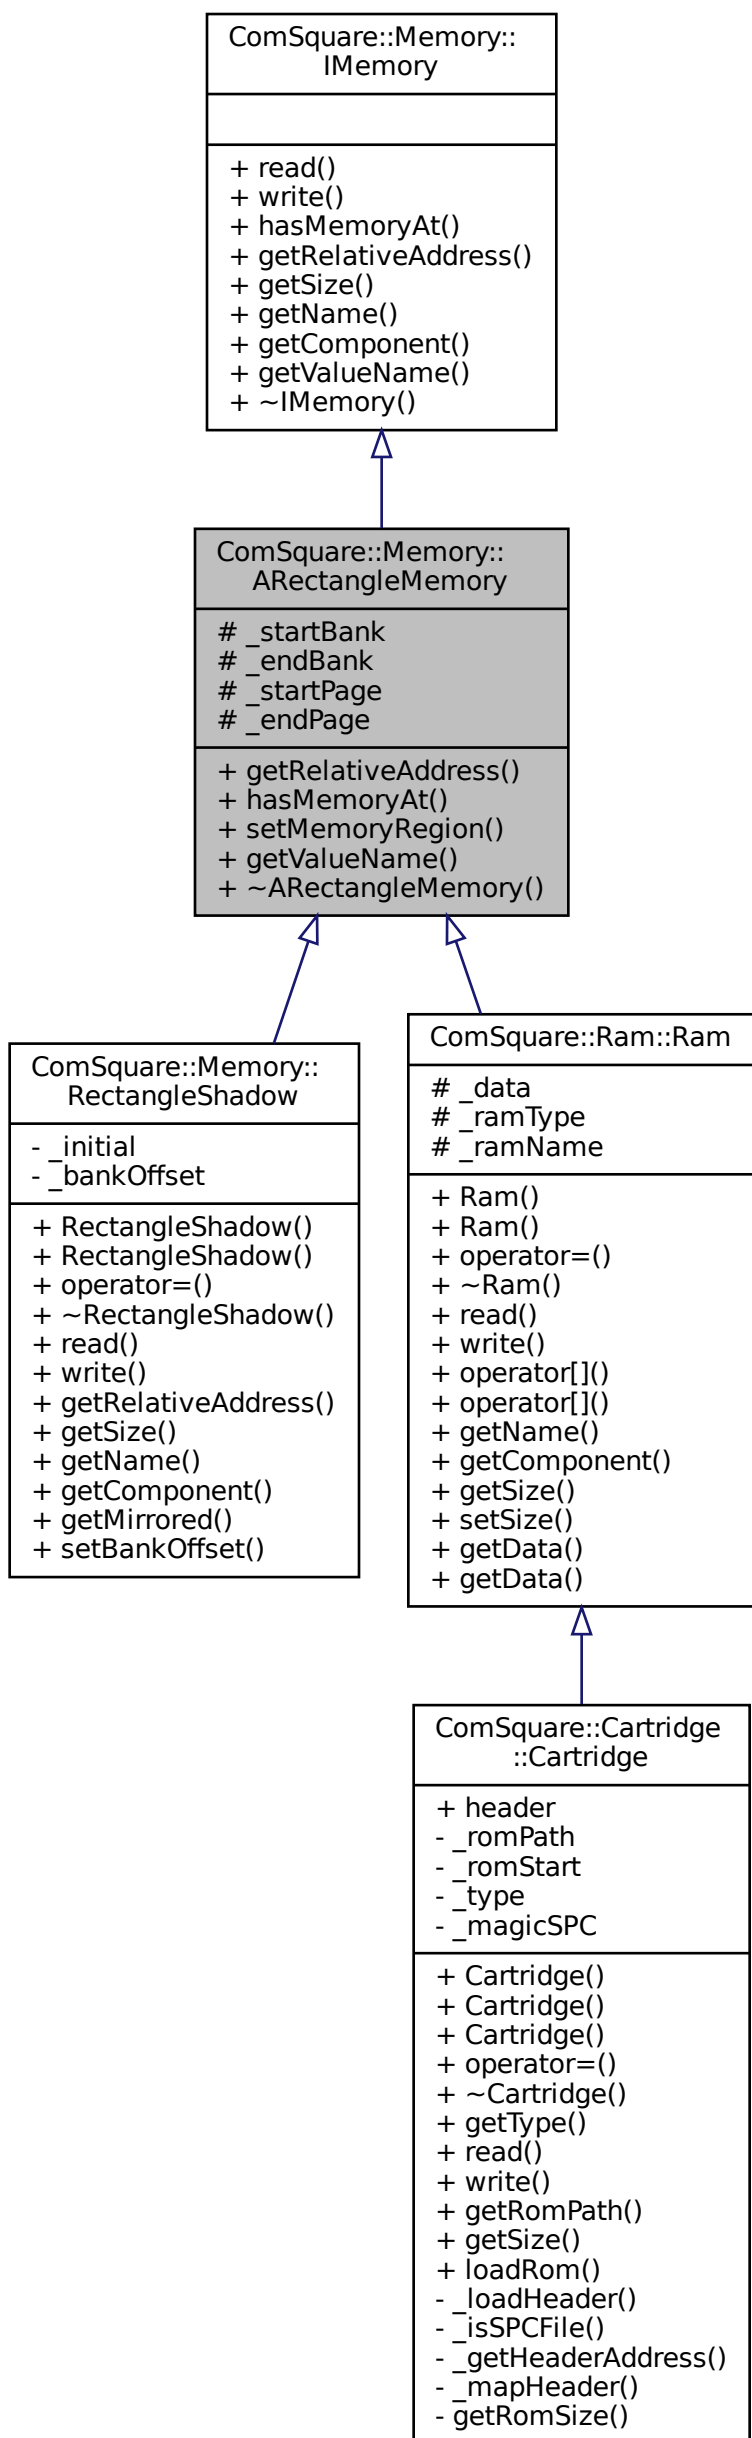 ComSquare::Memory::
IMemory
+ read()
+ write()
+ hasMemoryAt()
+ getRelativeAddress()
+ getSize()
+ getName()
+ getComponent()
+ getValueName()
+ ~IMemory()
ComSquare::Memory::
ARectangleMemory
# _startBank
# _endBank
# _startPage
# _endPage
+ getRelativeAddress()
+ hasMemoryAt()
+ setMemoryRegion()
+ getValueName()
+ ~ARectangleMemory()
ComSquare::Memory::
RectangleShadow
- _initial
- _bankOffset
+ RectangleShadow()
+ RectangleShadow()
+ operator=()
+ ~RectangleShadow()
+ read()
+ write()
+ getRelativeAddress()
+ getSize()
+ getName()
+ getComponent()
+ getMirrored()
+ setBankOffset()
ComSquare::Ram::Ram
# _data
# _ramType
# _ramName
+ Ram()
+ Ram()
+ operator=()
+ ~Ram()
+ read()
+ write()
+ operator[]()
+ operator[]()
+ getName()
+ getComponent()
+ getSize()
+ setSize()
+ getData()
+ getData()
ComSquare::Cartridge
::Cartridge
+ header
- _romPath
- _romStart
- _type
- _magicSPC
+ Cartridge()
+ Cartridge()
+ Cartridge()
+ operator=()
+ ~Cartridge()
+ getType()
+ read()
+ write()
+ getRomPath()
+ getSize()
+ loadRom()
- _loadHeader()
- _isSPCFile()
- _getHeaderAddress()
- _mapHeader()
- getRomSize()